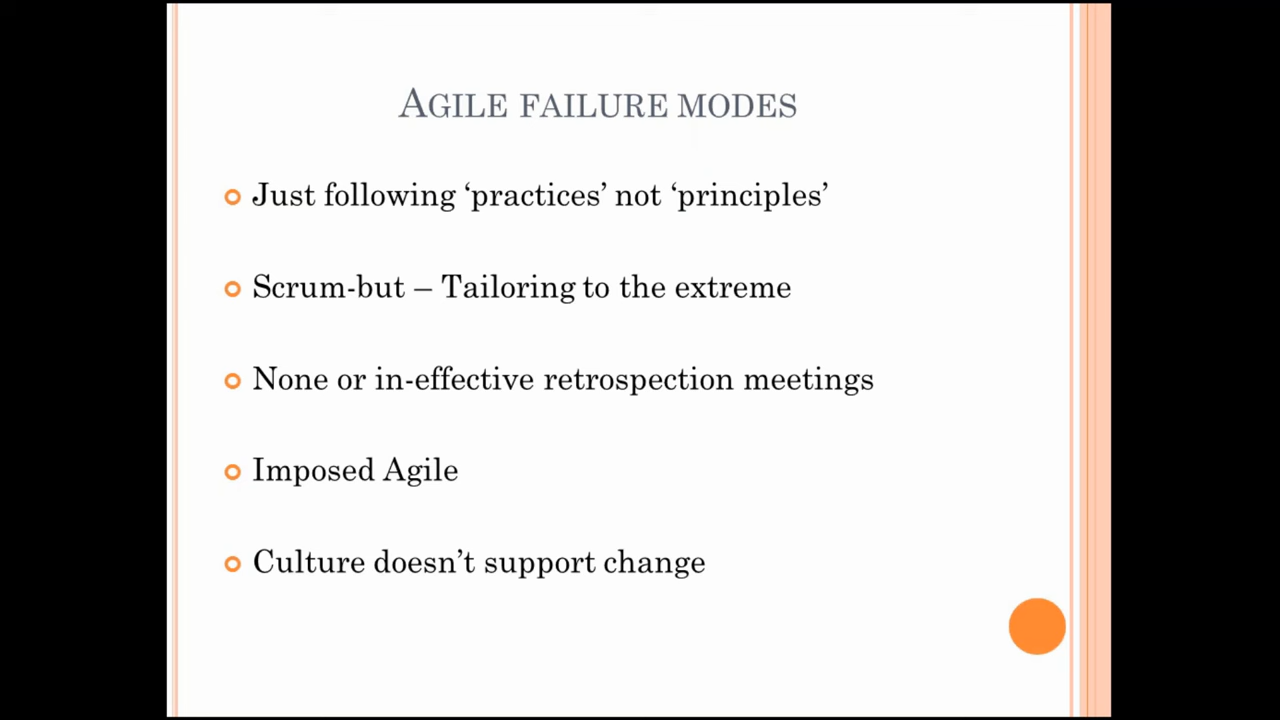 AGILE FAILURE MODES
Just following ‘practices’ not ‘principles’
Scrum-but – Tailoring to the extreme
None or in-effective retrospection meetings
Imposed Agile
Culture doesn’t support change